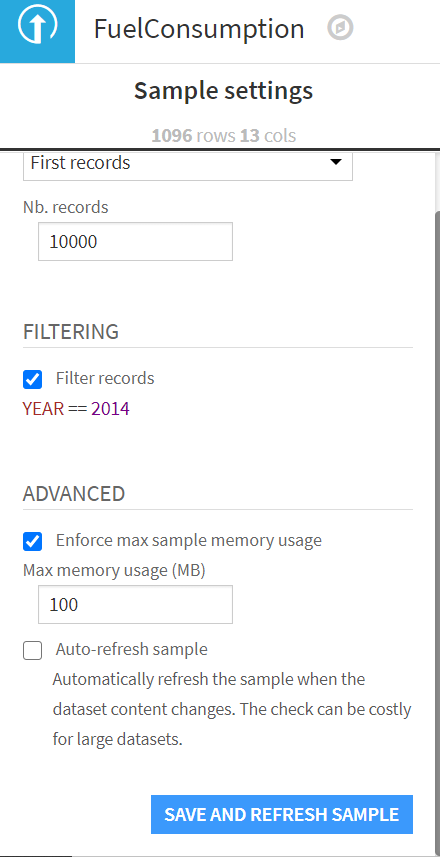 FuelConsumption
Sample settings
1096 rows 13 cols
First records
Nb. records
10000
FILTERING
Filter records
YEAR == 2014
ADVANCED
Enforce max sample memory usage
Max memory usage (MB)
100
Auto-refresh sample
Automatically refresh the sample when the
dataset content changes. The check can be costly
for large datasets.
SAVE AND REFRESH SAMPLE